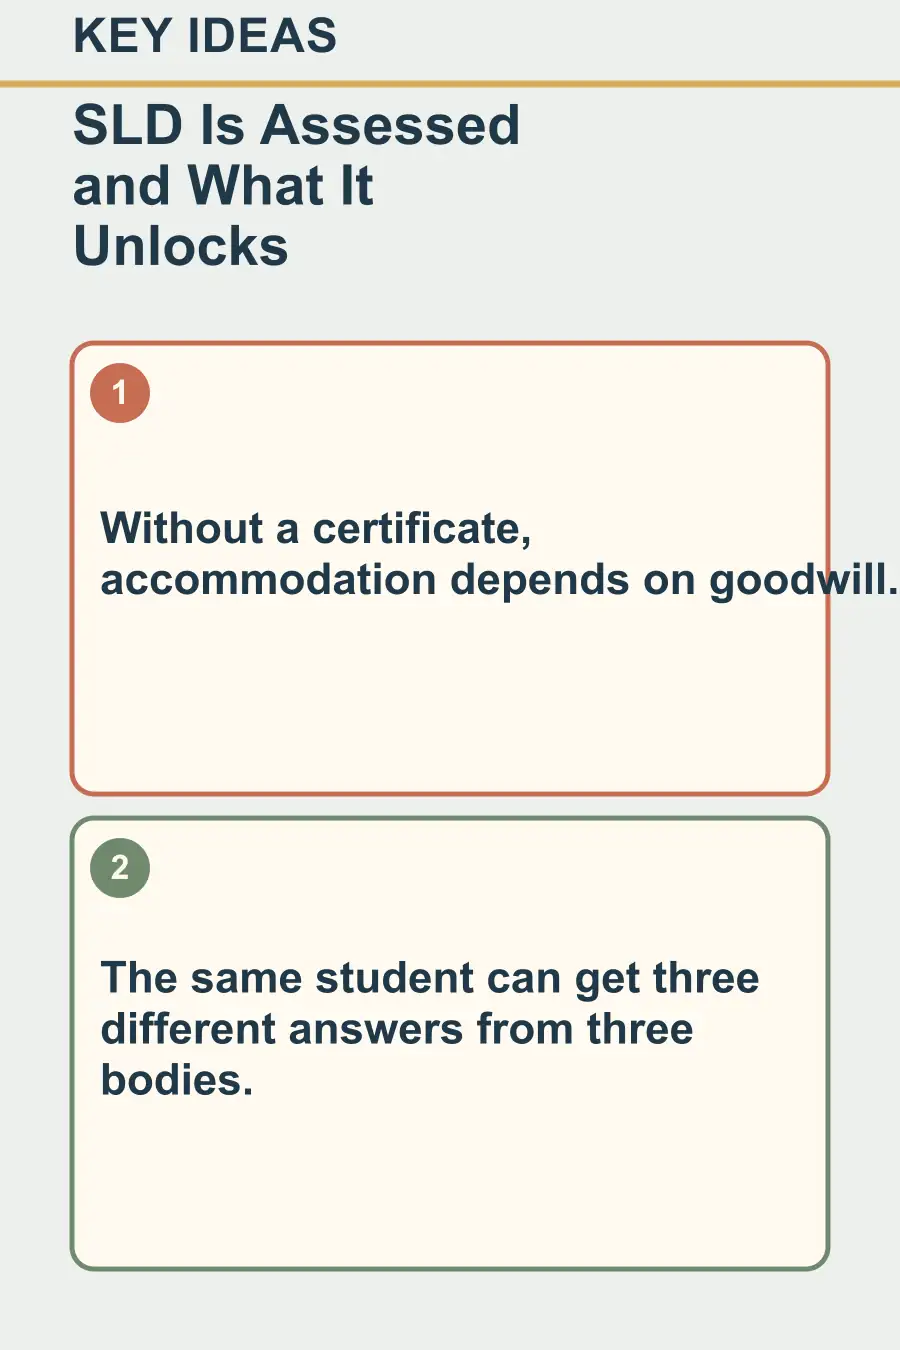 KEY IDEAS
SLD Is Assessed
and What It
Unlocks
1
Without a certificate,
accommodation depends on goodwill.
2
The same student can get three
different answers from three
bodies.